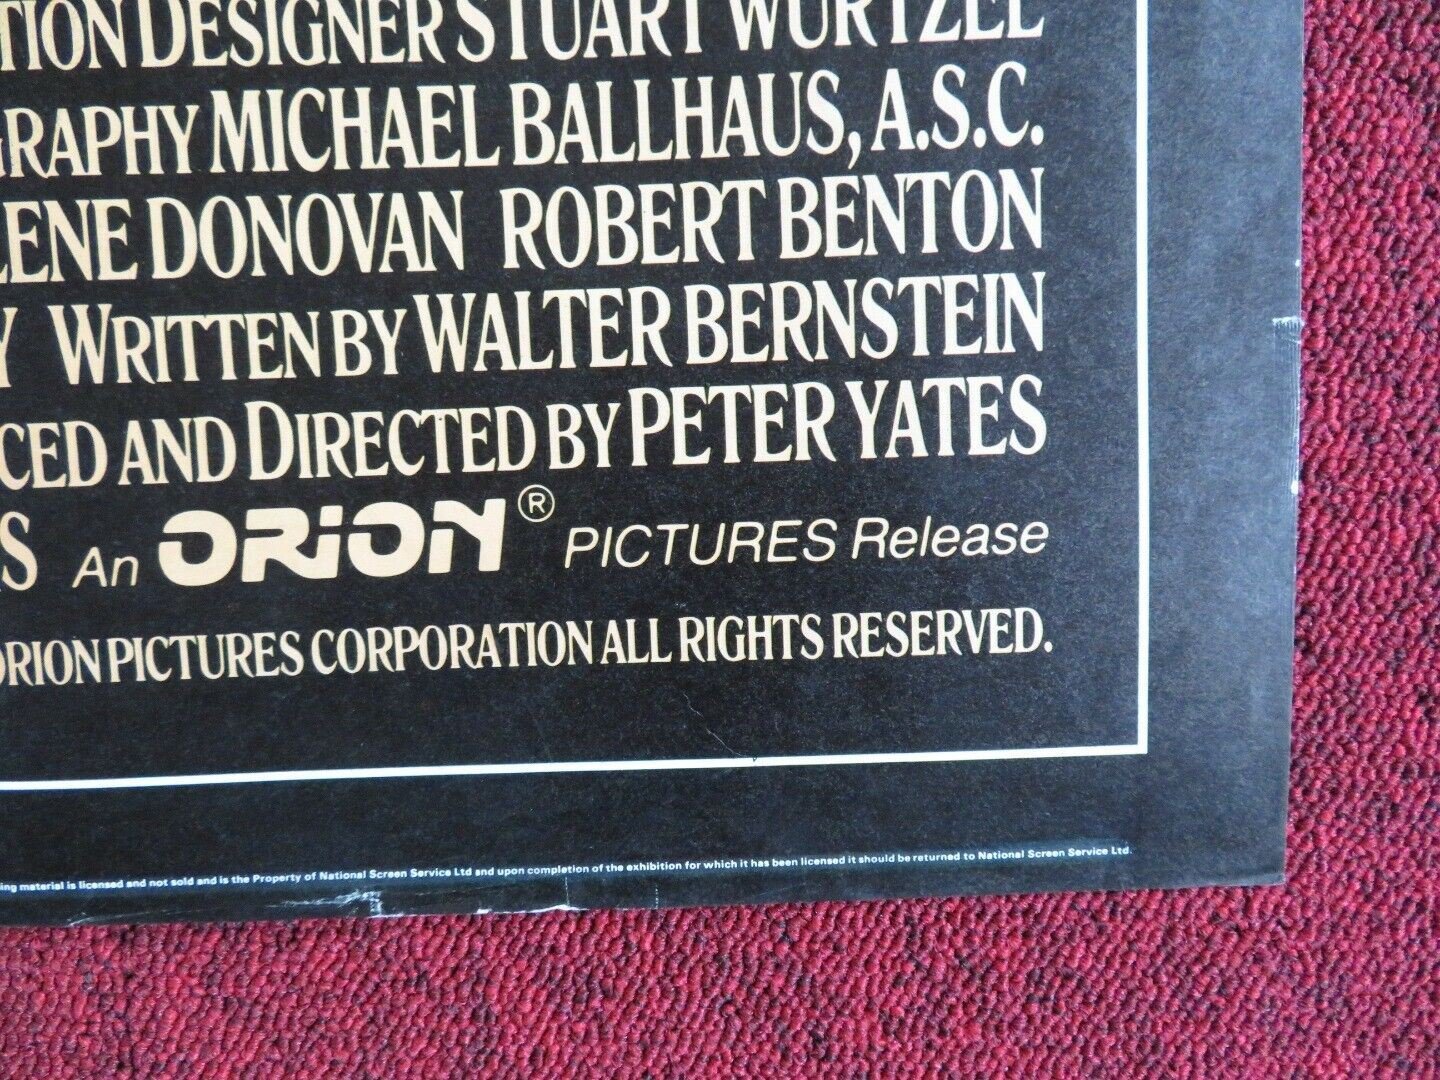 TION DESIGNER STUART WURTZEL
GRAPHY MICHAEL BALLHAUS, A.S.C.
LENE DONOVAN ROBERT BENTON
Y WRITTEN BY WALTER BERNSTEIN
CED AND DIRECTED BY PETER YATES
S An ORION® PICTURES Release
ORION PICTURES CORPORATION ALL RIGHTS RESERVED.
ing material is licensed and not sold and is the Property of National Screen Service Ltd and upon completion of the exhibition for which it has been licensed it should be returned to National Screen Service Ltd.